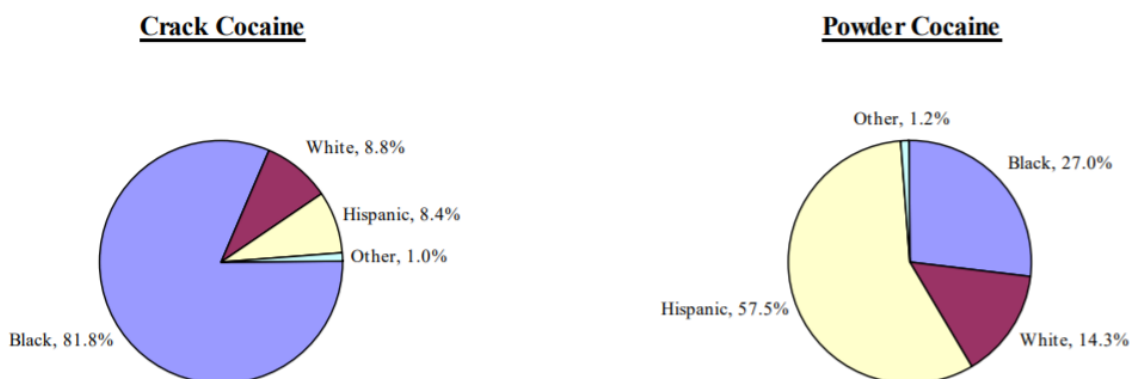 Crack Cocaine
White, 8.8%
Hispanic, 8.4%
Other, 1.0%
Black, 81.8%
Powder Cocaine
Other, 1.2%
Black, 27.0%
Hispanic, 57.5%
White, 14.3%